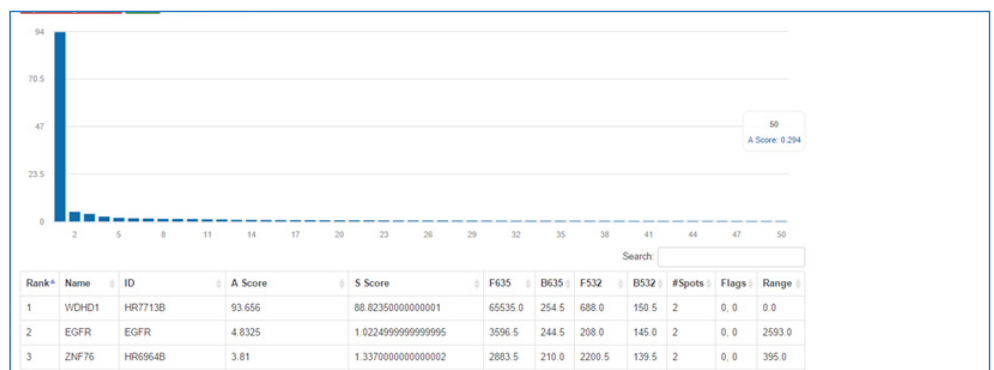 94
70.5
47
23.5
0
50
A Score: 0.294
2 5 8 11 14 17 20 23 26 29 32 35 38 41 44 47 50
Search:
Rank Name ID A Score S Score F635 B635 F532 B532 #Spots Flags Range
1 WDHD1 HR7713B 93.656 88.82350000000001 65535.0 254.5 688.0 150.5 2 0, 0 0.0
2 EGFR EGFR 4.8325 1.0224999999999995 3596.5 244.5 208.0 145.0 2 0, 0 2593.0
3 ZNF76 HR6964B 3.81 1.3370000000000002 2883.5 210.0 2200.5 139.5 2 0, 0 395.0